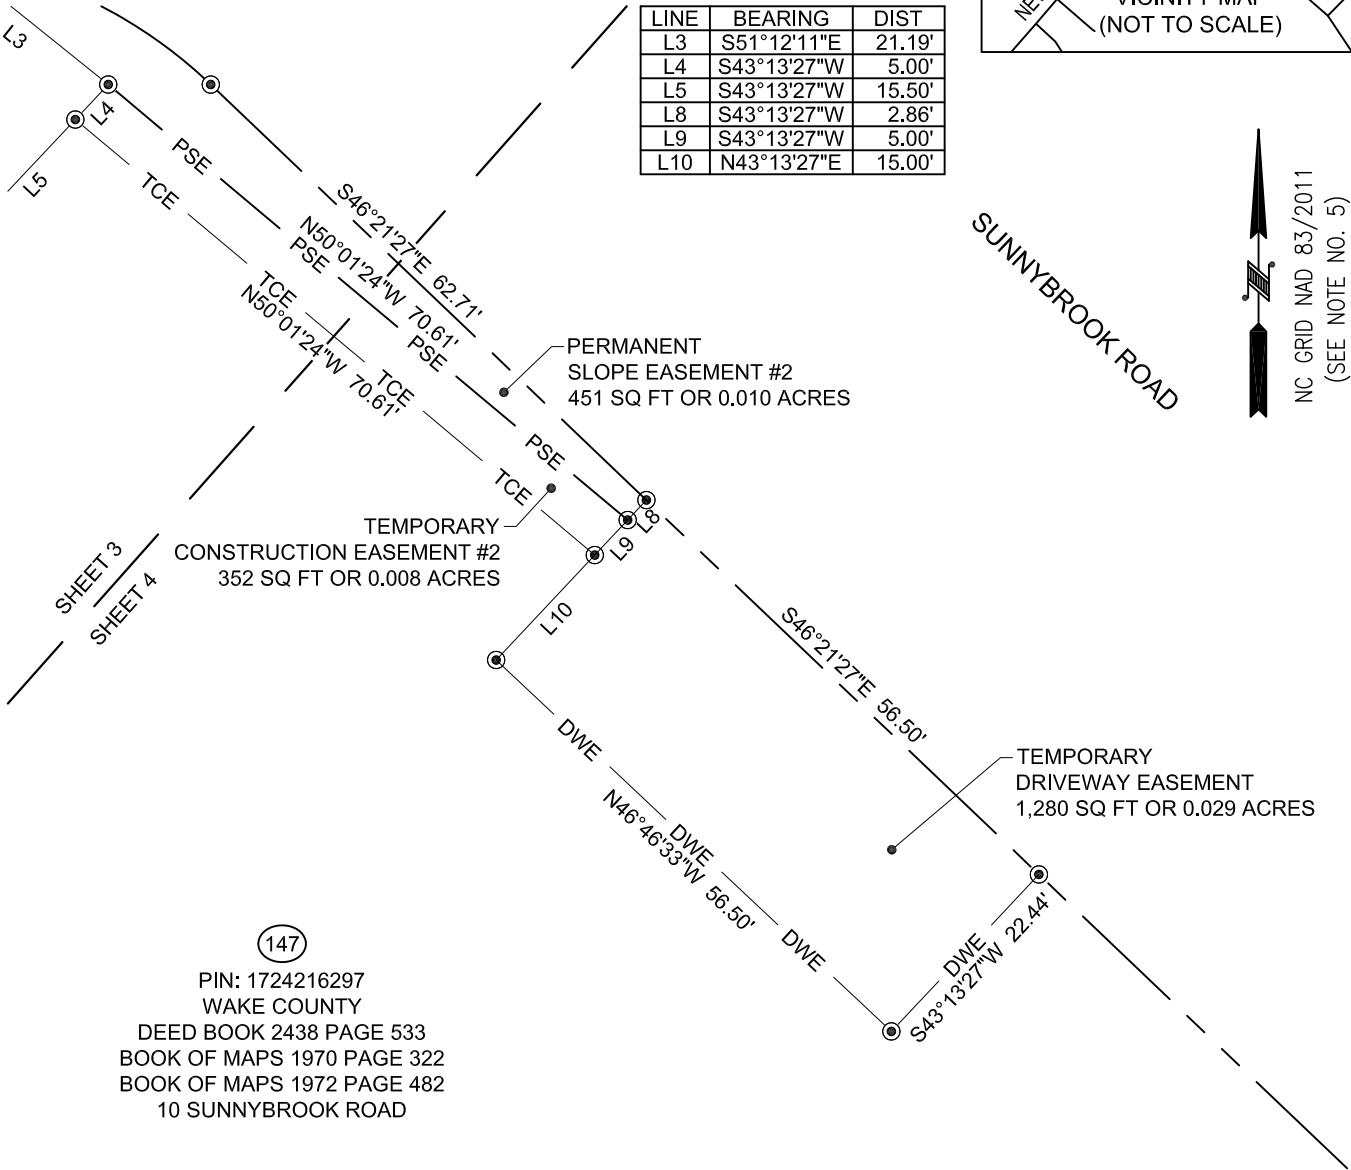 LINE BEARING DIST
L3 S51°12'11"E 21.19'
L4 S43°13'27"W 5.00'
L5 S43°13'27"W 15.50'
L8 S43°13'27"W 2.86'
L9 S43°13'27"W 5.00'
L10 N43°13'27"E 15.00'
(NOT TO SCALE)
NC GRID NAD 83/2011
(SEE NOTE NO. 5)
SUNNYBROOK ROAD
L3
L4
L5
PSE
TCE
S46°21'27"E 62.71'
N50°01'24"W 70.61'
PSE
TCE
N50°01'24"W 70.61'
PSE
TCE
PERMANENT
SLOPE EASEMENT #2
451 SQ FT OR 0.010 ACRES
PSE
TCE
L8
L9
L10
TEMPORARY
CONSTRUCTION EASEMENT #2
352 SQ FT OR 0.008 ACRES
SHEET 3
SHEET 4
S46°21'27"E 56.50'
DWE
DWE
N46°46'33"W 56.50'
DWE
TEMPORARY
DRIVEWAY EASEMENT
1,280 SQ FT OR 0.029 ACRES
DWE
S43°13'27"W 22.44'
147
PIN: 1724216297
WAKE COUNTY
DEED BOOK 2438 PAGE 533
BOOK OF MAPS 1970 PAGE 322
BOOK OF MAPS 1972 PAGE 482
10 SUNNYBROOK ROAD